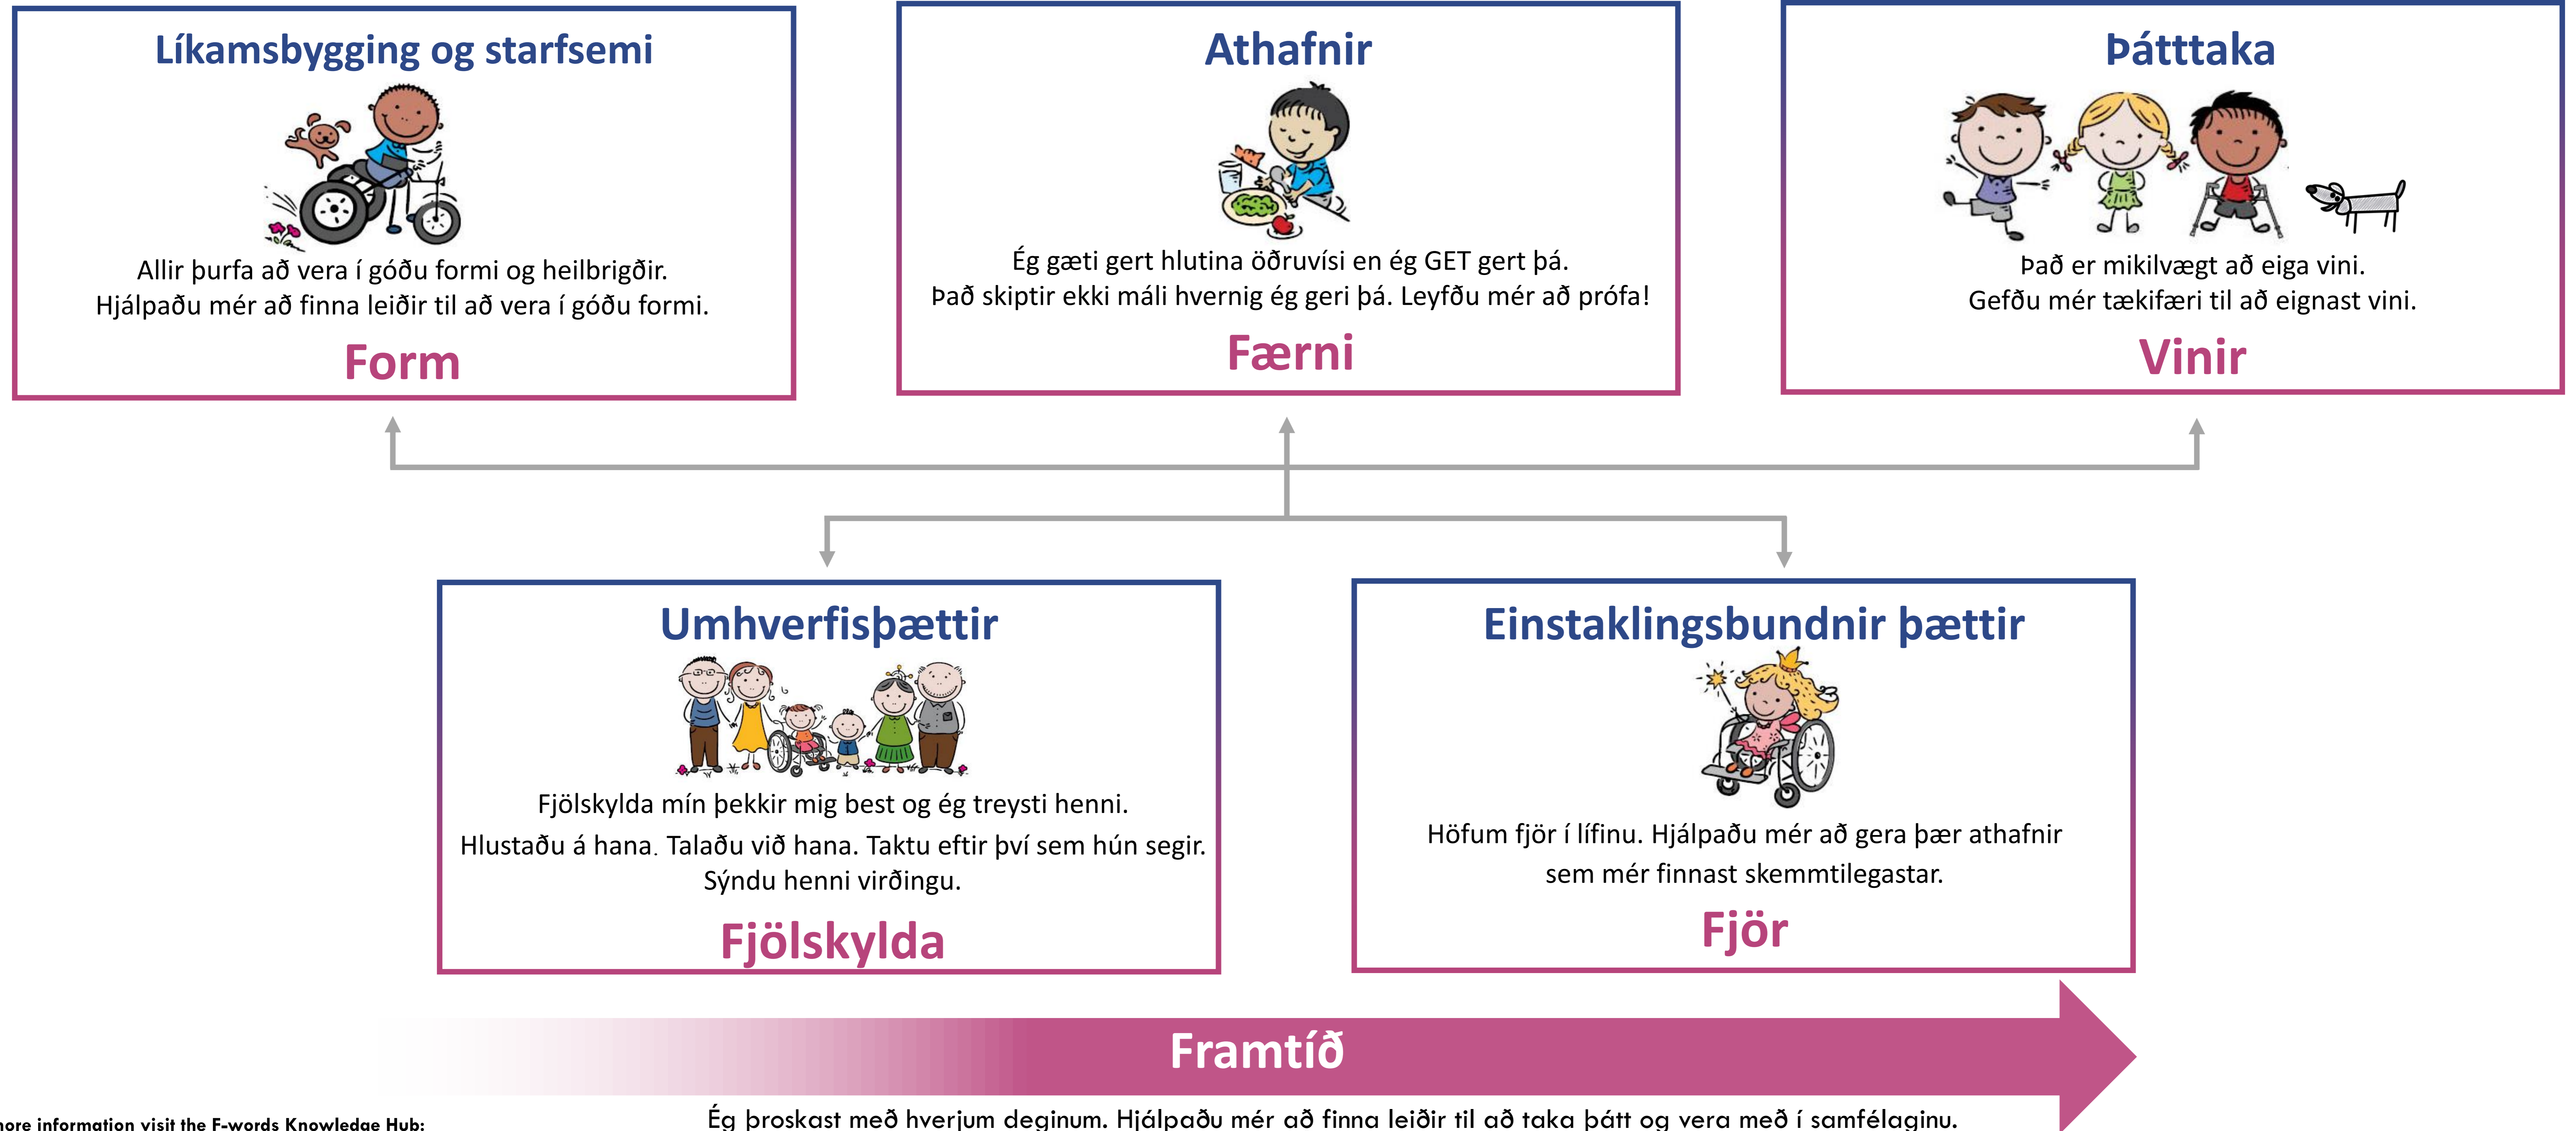 Líkamsbygging og starfsemi
Allir þurfa að vera í góðu formi og heilbrigðir.
Hjálpaðu mér að finna leiðir til að vera í góðu formi.
Form
Athafnir
Ég gæti gert hlutina öðruvísi en ég GET gert þá.
Það skiptir ekki máli hvernig ég geri þá. Leyfðu mér að prófa!
Færni
Þátttaka
Það er mikilvægt að eiga vini.
Gefðu mér tækifæri til að eignast vini.
Vinir
Umhverfisþættir
Fjölskylda mín þekkir mig best og ég treysti henni.
Hlustaðu á hana. Talaðu við hana. Taktu eftir því sem hún segir.
Sýndu henni virðingu.
Fjölskylda
Einstaklingsbundnir þættir
Höfum fjör í lífinu. Hjálpaðu mér að gera þær athafnir
sem mér finnast skemmtilegastar.
Fjör
Framtíð
Ég þroskast með hverjum deginum. Hjálpaðu mér að finna leiðir til að taka þátt og vera með í samfélaginu.
more information visit the F-words Knowledge Hub: